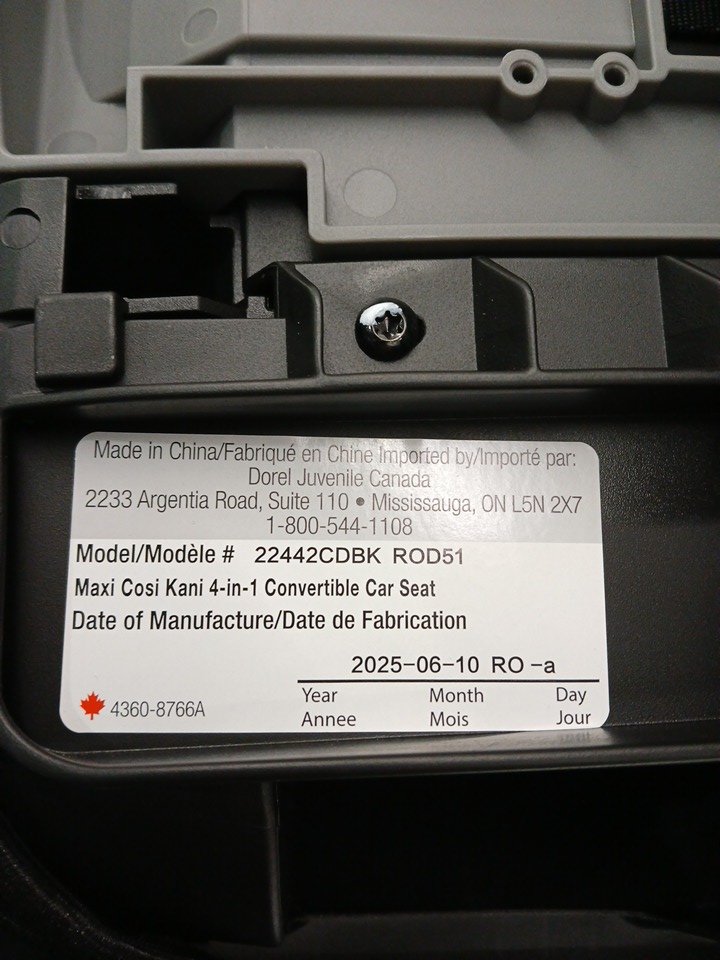 Made in China/Fabriqué en Chine Imported by/Importé par:
Dorel Juvenile Canada
2233 Argentia Road, Suite 110 • Mississauga, ON L5N 2X7
1-800-544-1108
Model/Modèle # 22442CDBK ROD51
Maxi Cosi Kani 4-in-1 Convertible Car Seat
Date of Manufacture/Date de Fabrication
2025-06-10 RO -a
Year Month Day
Annee Mois Jour
4360-8766A